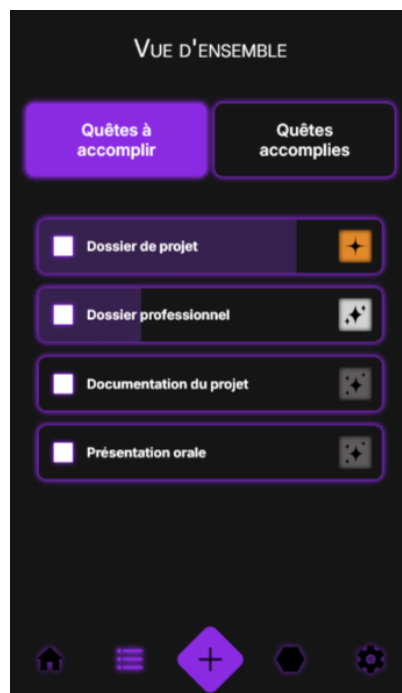 Vue d'ensemble
Quêtes à
accomplir
Quêtes
accomplies
Dossier de projet
Dossier professionnel
Documentation du projet
Présentation orale